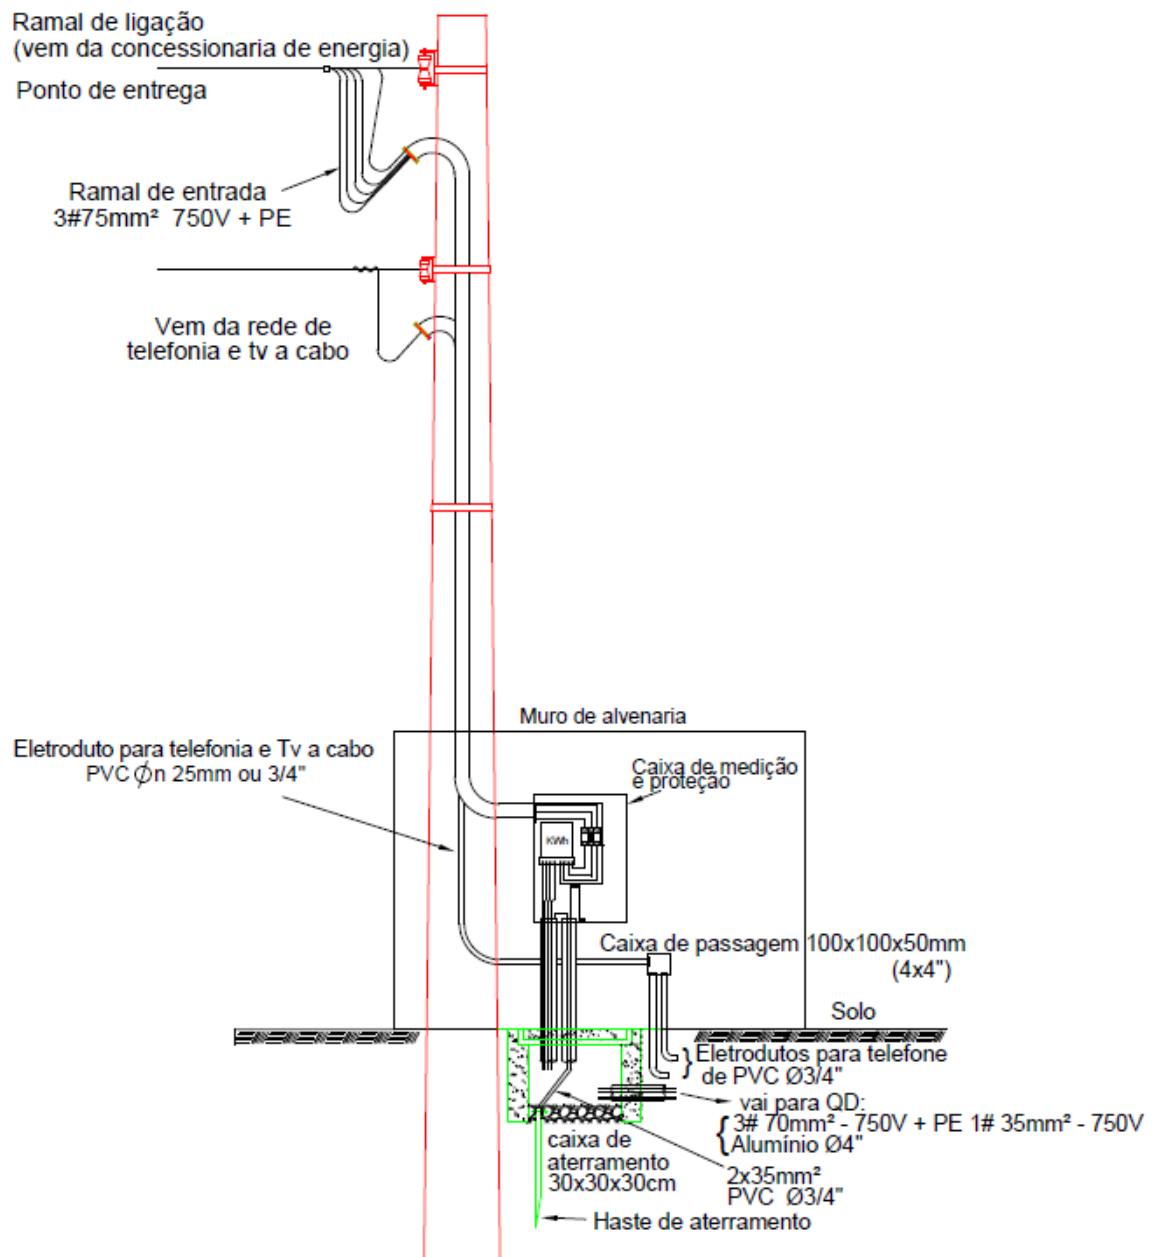 Ramal de ligação
(vem da concessionaria de energia)
Ponto de entrega
Ramal de entrada
3#75mm² 750V + PE
Vem da rede de
telefonia e tv a cabo
Muro de alvenaria
Eletroduto para telefonia e Tv a cabo
PVC ∅n 25mm ou 3/4"
Caixa de medição
e proteção
KWh
Caixa de passagem 100x100x50mm
(4x4")
Solo
} Eletrodutos para telefone
de PVC Ø3/4"
vai para QD:
{ 3# 70mm² - 750V + PE 1# 35mm² - 750V
Alumínio Ø4"
caixa de
aterramento
30x30x30cm
2x35mm²
PVC Ø3/4"
Haste de aterramento